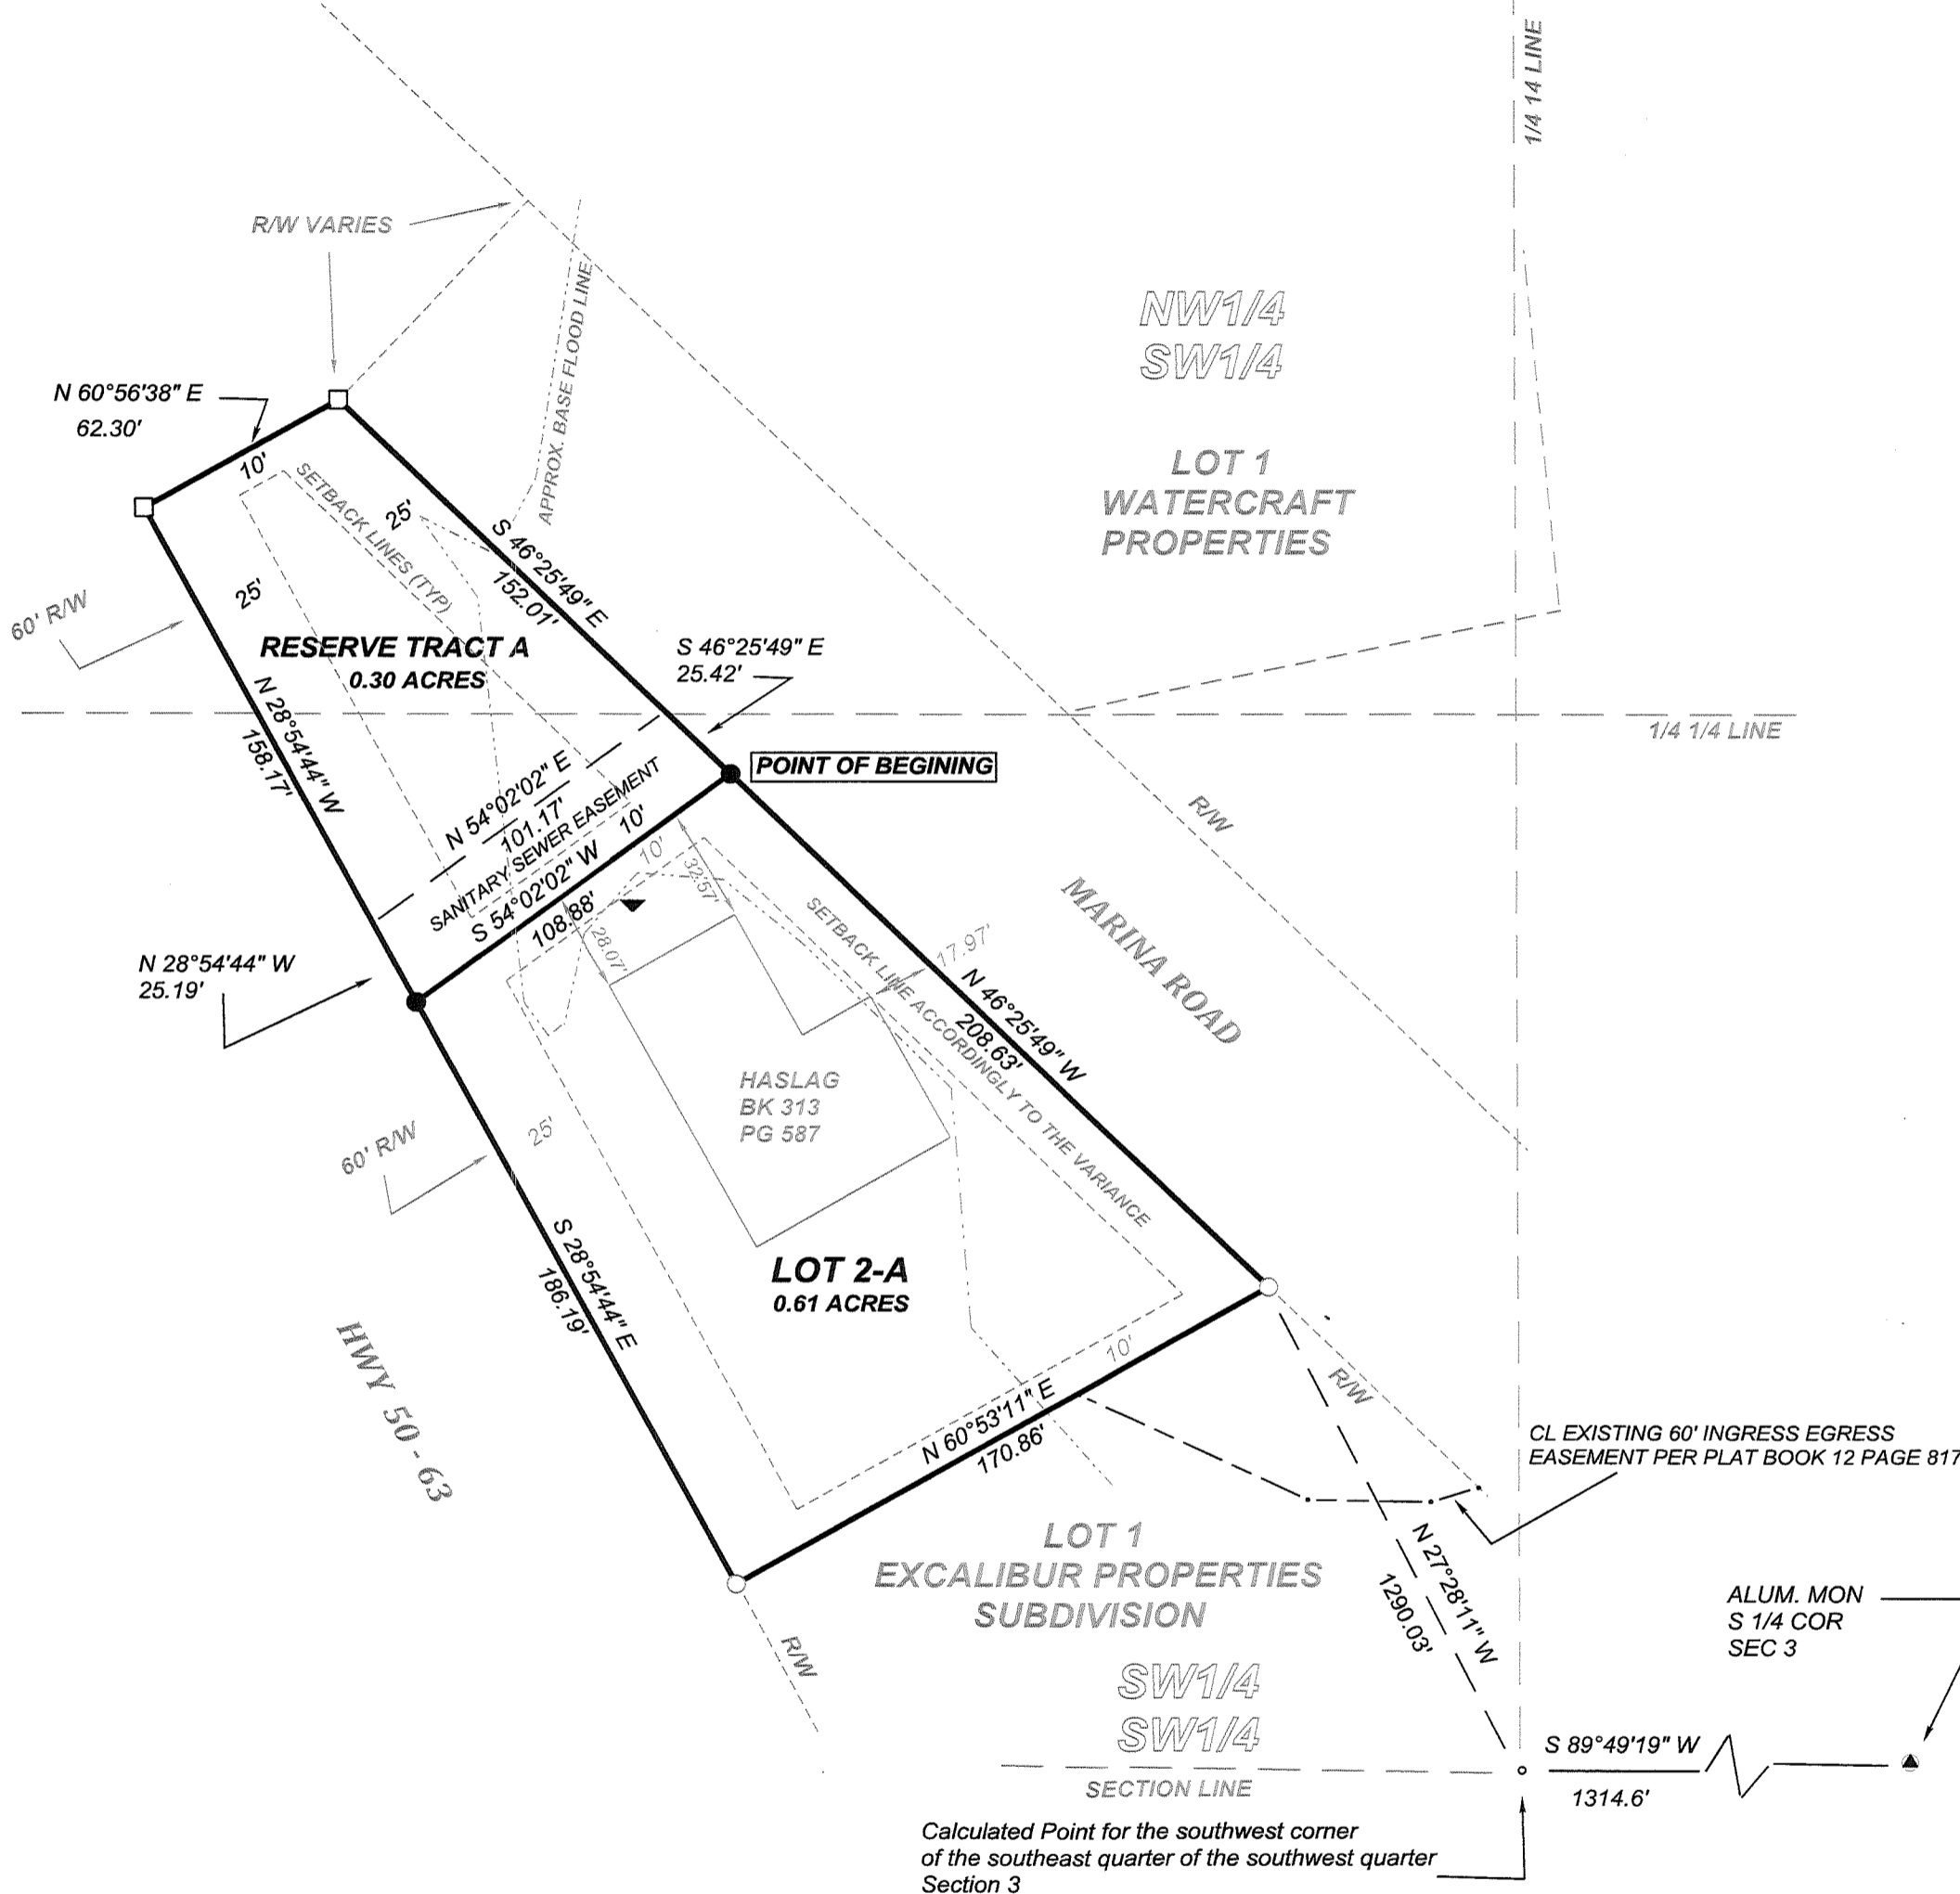 1/4 14 LINE
R/W VARIES
APPROX. BASE FLOOD LINE
NW1/4
SW1/4
LOT 1
WATERCRAFT
PROPERTIES
N 60°56'38" E
62.30'
10'
SETBACK LINES (TYP)
25'
S 46°25'49" E
152.01'
25'
60' R/W
RESERVE TRACT A
0.30 ACRES
S 46°25'49" E
25.42'
N 28°54'44" W
158.17'
1/4 1/4 LINE
POINT OF BEGINING
N 54°02'02" E
101.17'
SANITARY SEWER EASEMENT
10'
S 54°02'02" W
108.88'
10'
32.57'
28.07'
R/W
MARINA ROAD
N 28°54'44" W
25.19'
17.97'
SETBACK LINE ACCORDINGLY TO THE VARIANCE
N 46°25'49" W
208.63'
HASLAG
BK 313
PG 587
25'
60' R/W
S 28°54'44" E
186.19'
LOT 2-A
0.61 ACRES
HWY 50 - 63
10'
N 60°53'11" E
170.86'
R/W
CL EXISTING 60' INGRESS EGRESS
EASEMENT PER PLAT BOOK 12 PAGE 817
LOT 1
EXCALIBUR PROPERTIES
SUBDIVISION
N 27°28'11" W
1290.03'
ALUM. MON
S 1/4 COR
SEC 3
R/W
SW1/4
SW1/4
S 89°49'19" W
1314.6'
SECTION LINE
Calculated Point for the southwest corner
of the southeast quarter of the southwest quarter
Section 3